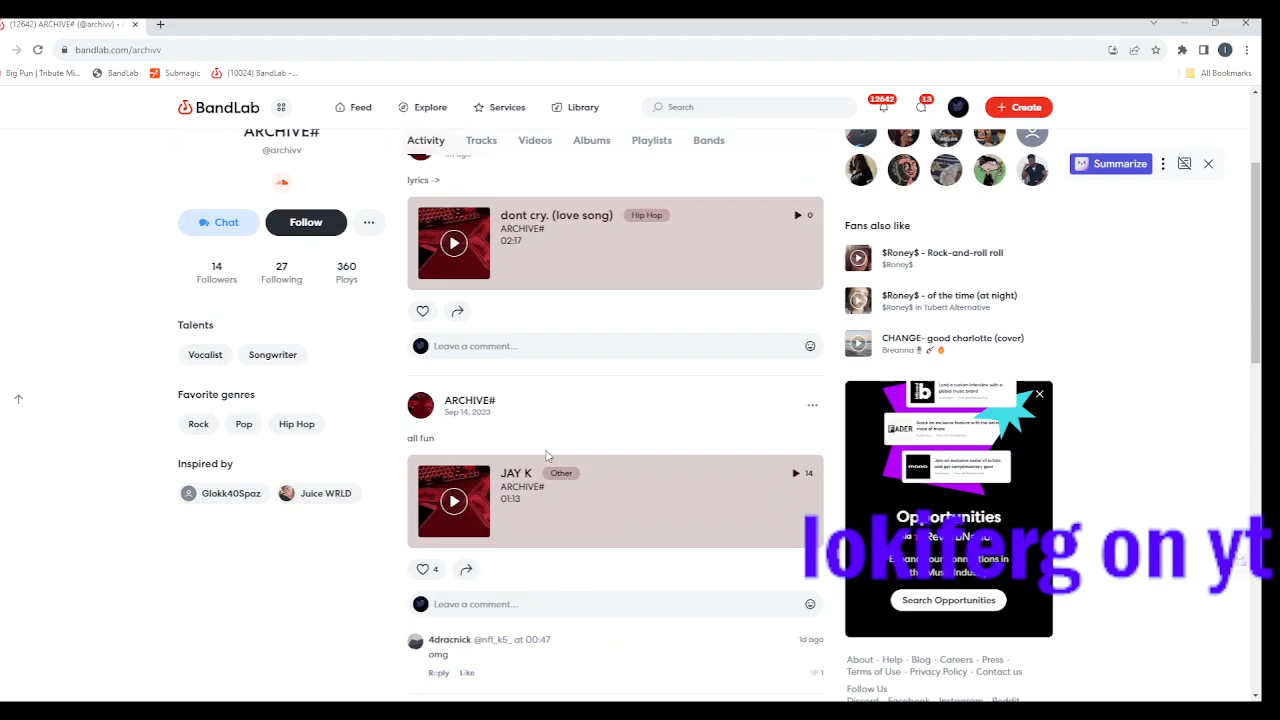 (12642) ARCHIVE# (@archivv) •
bandlab.com/archivv
Big Pun | Tribute Mi...
BandLab
Submagic
(10024) BandLab -...
All Bookmarks
BandLab
Feed
Explore
Services
Library
Search
12642
13
Create
ARCHIVE#
@archivv
Chat
Follow
14
Followers
27
Following
360
Plays
Talents
Vocalist
Songwriter
Favorite genres
Rock
Pop
Hip Hop
Inspired by
Glokk40Spaz
Juice WRLD
Activity
Tracks
Videos
Albums
Playlists
Bands
lyrics ->
dont cry. (love song)
Hip Hop
0
ARCHIVE#
02:17
Leave a comment...
ARCHIVE#
Sep 14, 2023
all fun
JAY K
Other
14
ARCHIVE#
01:13
4
Leave a comment...
4dracnick @nfl_k5_ at 00:47
1d ago
omg
Reply
Like
1
Summarize
Fans also like
$Roney$ - Rock-and-roll roll
$Roney$
$Roney$ - of the time (at night)
$Roney$ in Tubert Alternative
CHANGE- good charlotte (cover)
Breanna
FADER
Opportunities
Search Opportunities
lokiferg on yt
About · Help · Blog · Careers · Press ·
Terms of Use · Privacy Policy · Contact us
Follow Us
Discord Facebook Instagram Reddit